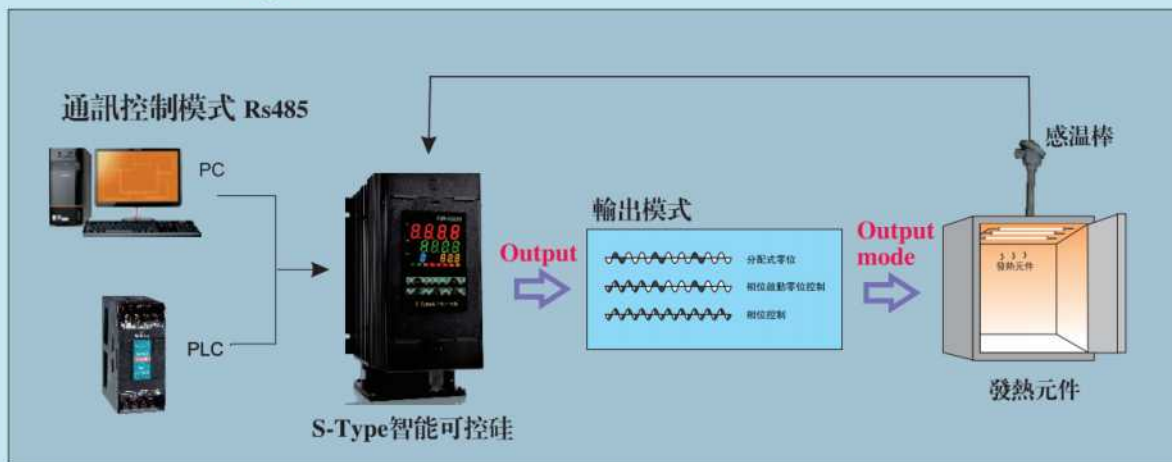 通訊控制模式 Rs485
PC
PLC
S-Type智能可控硅
Output
輸出模式
分配式零位
相位啟動零位控制
相位控制
Output
mode
感温棒
發熱元件
發熱元件